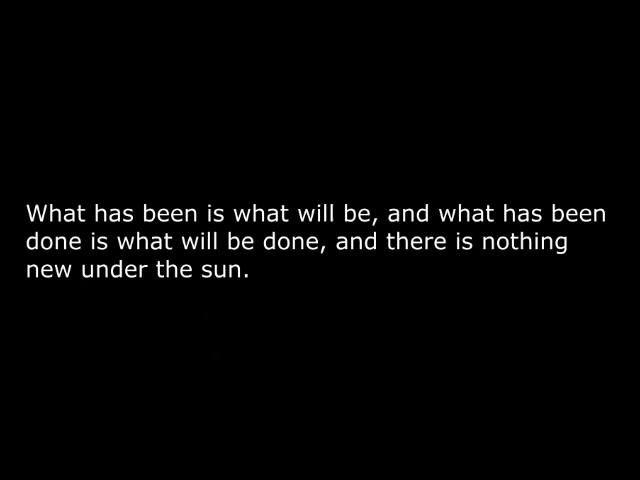 What has been is what will be, and what has been
done is what will be done, and there is nothing
new under the sun.